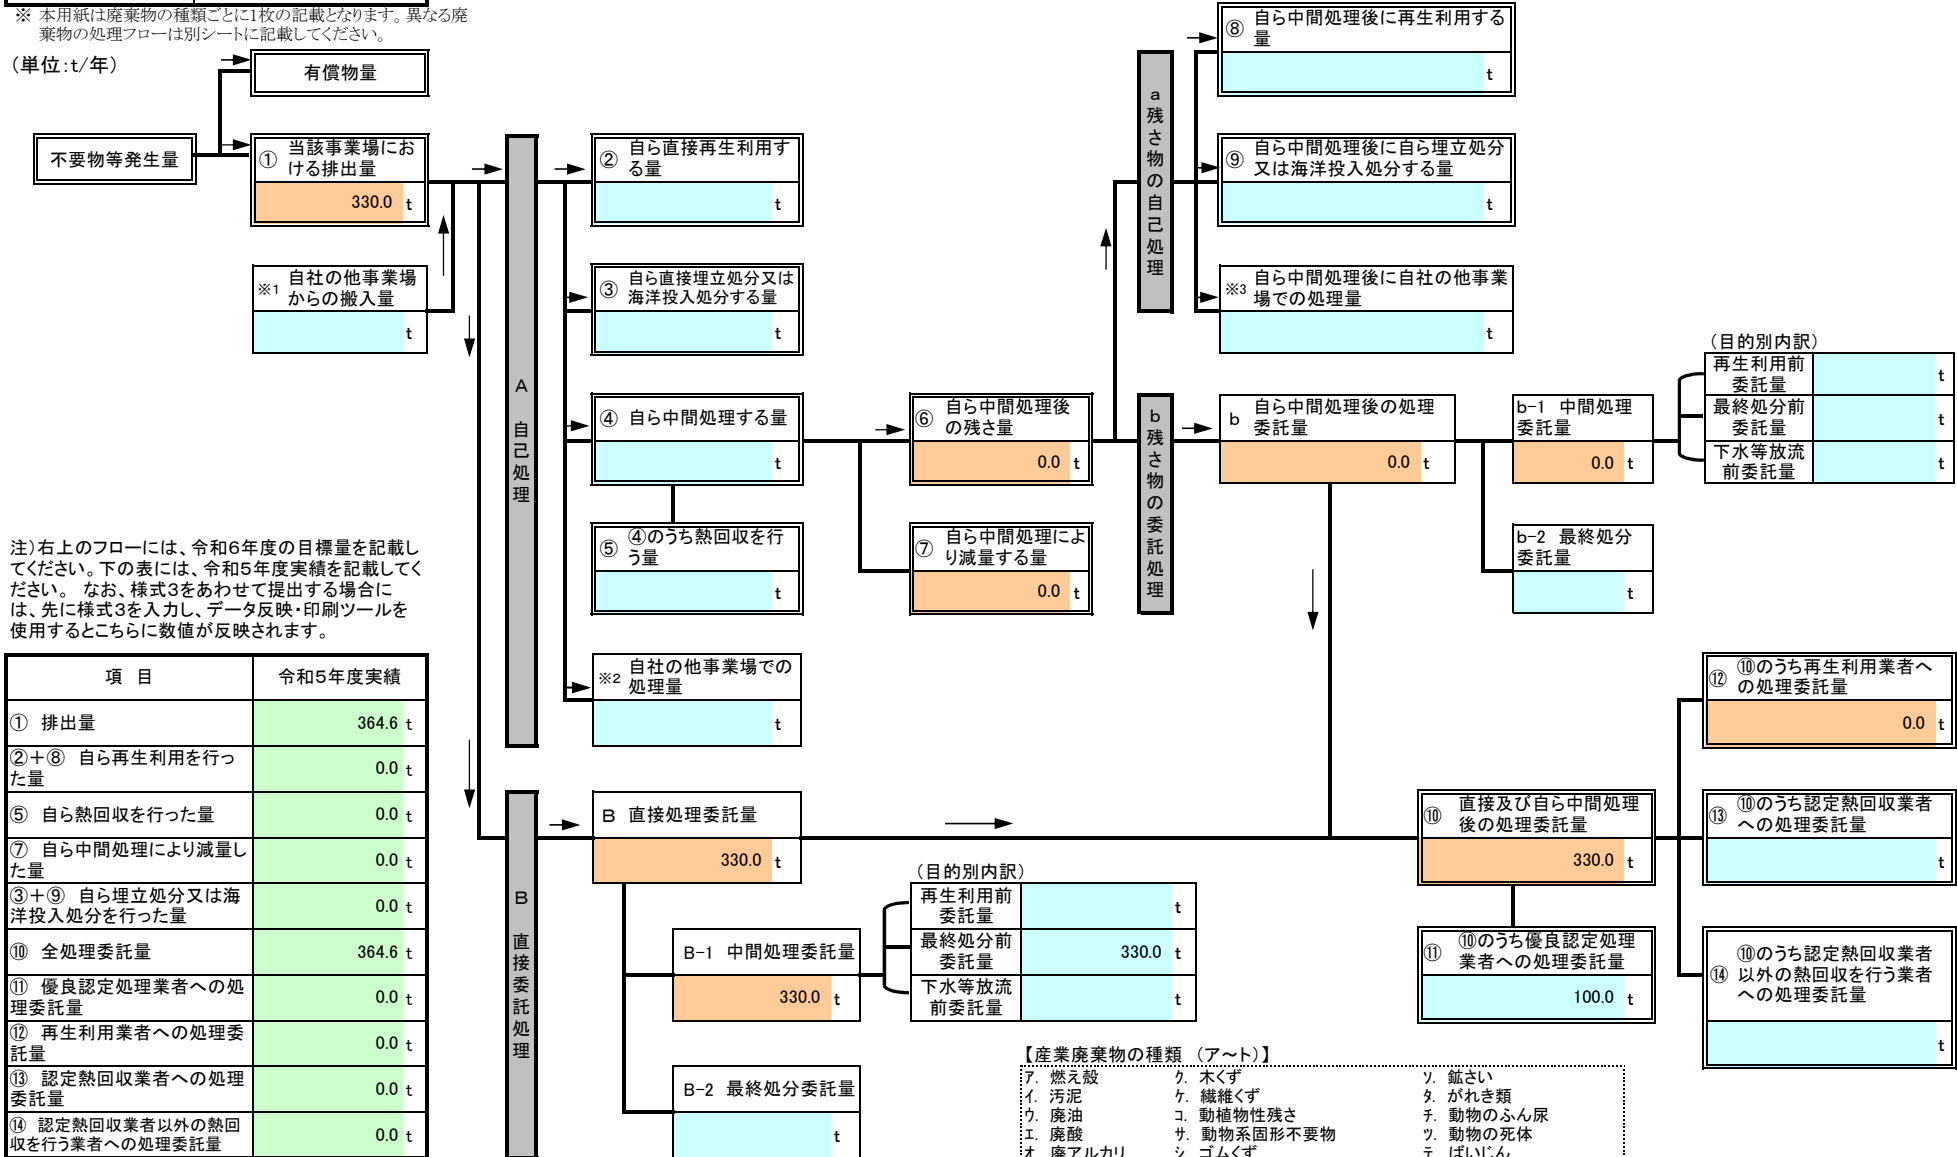 ※ 本用紙は廃棄物の種類ごとに1枚の記載となります。異なる廃
棄物の処理フローは別シートに記載してください。
(単位:t/年)
有償物量
不要物等発生量
① 当該事業場にお
ける排出量
330.0 t
※1 自社の他事業場
からの搬入量
t
A 自己処理
② 自ら直接再生利用す
る量
t
③ 自ら直接埋立処分又は
海洋投入処分する量
t
④ 自ら中間処理する量
t
⑤ ④のうち熱回収を行
う量
t
※2 自社の他事業場での
処理量
t
⑥ 自ら中間処理後
の残さ量
0.0 t
⑦ 自ら中間処理によ
り減量する量
0.0 t
a 残さ物の自己処理
⑧ 自ら中間処理後に再生利用する
量
t
⑨ 自ら中間処理後に自ら埋立処分
又は海洋投入処分する量
t
※3 自ら中間処理後に自社の他事業
場での処理量
t
b 残さ物の委託処理
b 自ら中間処理後の処理
委託量
0.0 t
b-1 中間処理
委託量
0.0 t
(目的別内訳)
再生利用前
委託量
t
最終処分前
委託量
t
下水等放流
前委託量
t
b-2 最終処分
委託量
t
注)右上のフローには、令和6年度の目標量を記載し
てください。下の表には、令和5年度実績を記載してく
ださい。 なお、様式3をあわせて提出する場合に
は、先に様式3を入力し、データ反映・印刷ツールを
使用するとこちらに数値が反映されます。
項 目 令和5年度実績
① 排出量 364.6 t
②+⑧ 自ら再生利用を行っ
た量 0.0 t
⑤ 自ら熱回収を行った量 0.0 t
⑦ 自ら中間処理により減量し
た量 0.0 t
③+⑨ 自ら埋立処分又は海
洋投入処分を行った量 0.0 t
⑩ 全処理委託量 364.6 t
⑪ 優良認定処理業者への処
理委託量 0.0 t
⑫ 再生利用業者への処理委
託量 0.0 t
⑬ 認定熱回収業者への処理
委託量 0.0 t
⑭ 認定熱回収業者以外の熱回
収を行う業者への処理委託量 0.0 t
B 直接委託処理
B 直接処理委託量
330.0 t
B-1 中間処理委託量
330.0 t
(目的別内訳)
再生利用前
委託量
t
最終処分前
委託量
330.0 t
下水等放流
前委託量
t
B-2 最終処分委託量
t
⑩ 直接及び自ら中間処理
後の処理委託量
330.0 t
⑪ ⑩のうち優良認定処理
業者への処理委託量
100.0 t
⑫ ⑩のうち再生利用業者へ
の処理委託量
0.0 t
⑬ ⑩のうち認定熱回収業者
への処理委託量
t
⑭ ⑩のうち認定熱回収業者
以外の熱回収を行う業者
への処理委託量
t
【産業廃棄物の種類 (ア~ト)】
ア. 燃え殻 ク. 木くず ソ. 鉱さい
イ. 汚泥 ケ. 繊維くず タ. がれき類
ウ. 廃油 コ. 動植物性残さ チ. 動物のふん尿
エ. 廃酸 サ. 動物系固形不要物 ツ. 動物の死体
オ. 廃アルカリ シ. ゴムくず テ. ばいじん